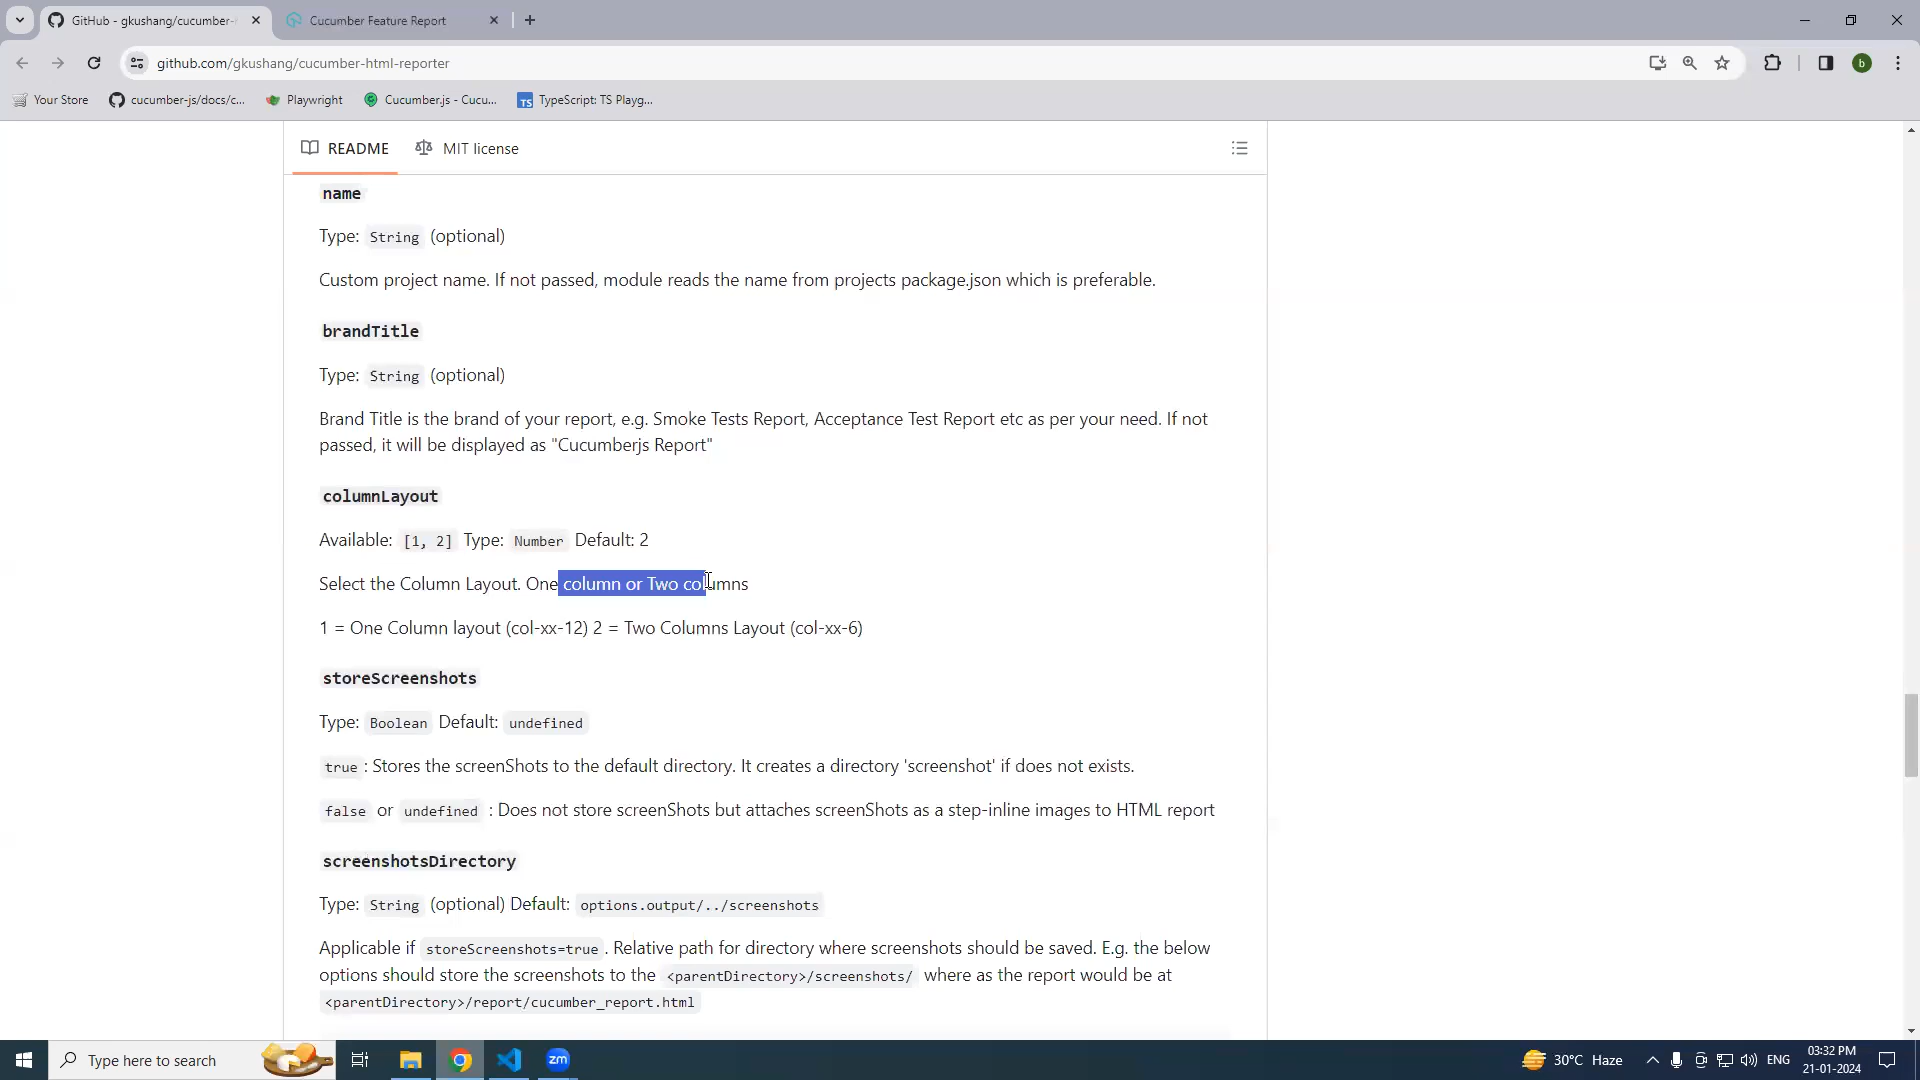 GitHub - gkushang/cucumber-
Cucumber Feature Report
github.com/gkushang/cucumber-html-reporter
b
Your Store
cucumber-js/docs/c...
Playwright
Cucumber.js - Cucu...
TS
TypeScript: TS Playg...
README
MIT license
name
Type: String (optional)
Custom project name. If not passed, module reads the name from projects package.json which is preferable.
brandTitle
Type: String (optional)
Brand Title is the brand of your report, e.g. Smoke Tests Report, Acceptance Test Report etc as per your need. If not
passed, it will be displayed as "Cucumberjs Report"
columnLayout
Available: [1, 2] Type: Number Default: 2
Select the Column Layout. One column or Two columns
1 = One Column layout (col-xx-12) 2 = Two Columns Layout (col-xx-6)
storeScreenshots
Type: Boolean Default: undefined
true : Stores the screenShots to the default directory. It creates a directory 'screenshot' if does not exists.
false or undefined : Does not store screenShots but attaches screenShots as a step-inline images to HTML report
screenshotsDirectory
Type: String (optional) Default: options.output/../screenshots
Applicable if storeScreenshots=true. Relative path for directory where screenshots should be saved. E.g. the below
options should store the screenshots to the <parentDirectory>/screenshots/ where as the report would be at
<parentDirectory>/report/cucumber_report.html
Type here to search
zm
30°C Haze
ENG
03:32 PM
21-01-2024